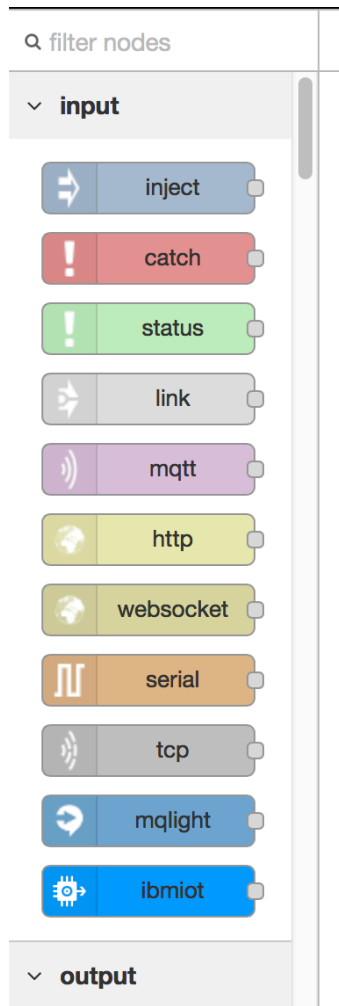 filter nodes
input
inject
catch
status
link
mqtt
http
websocket
serial
tcp
mqlight
ibmiot
output